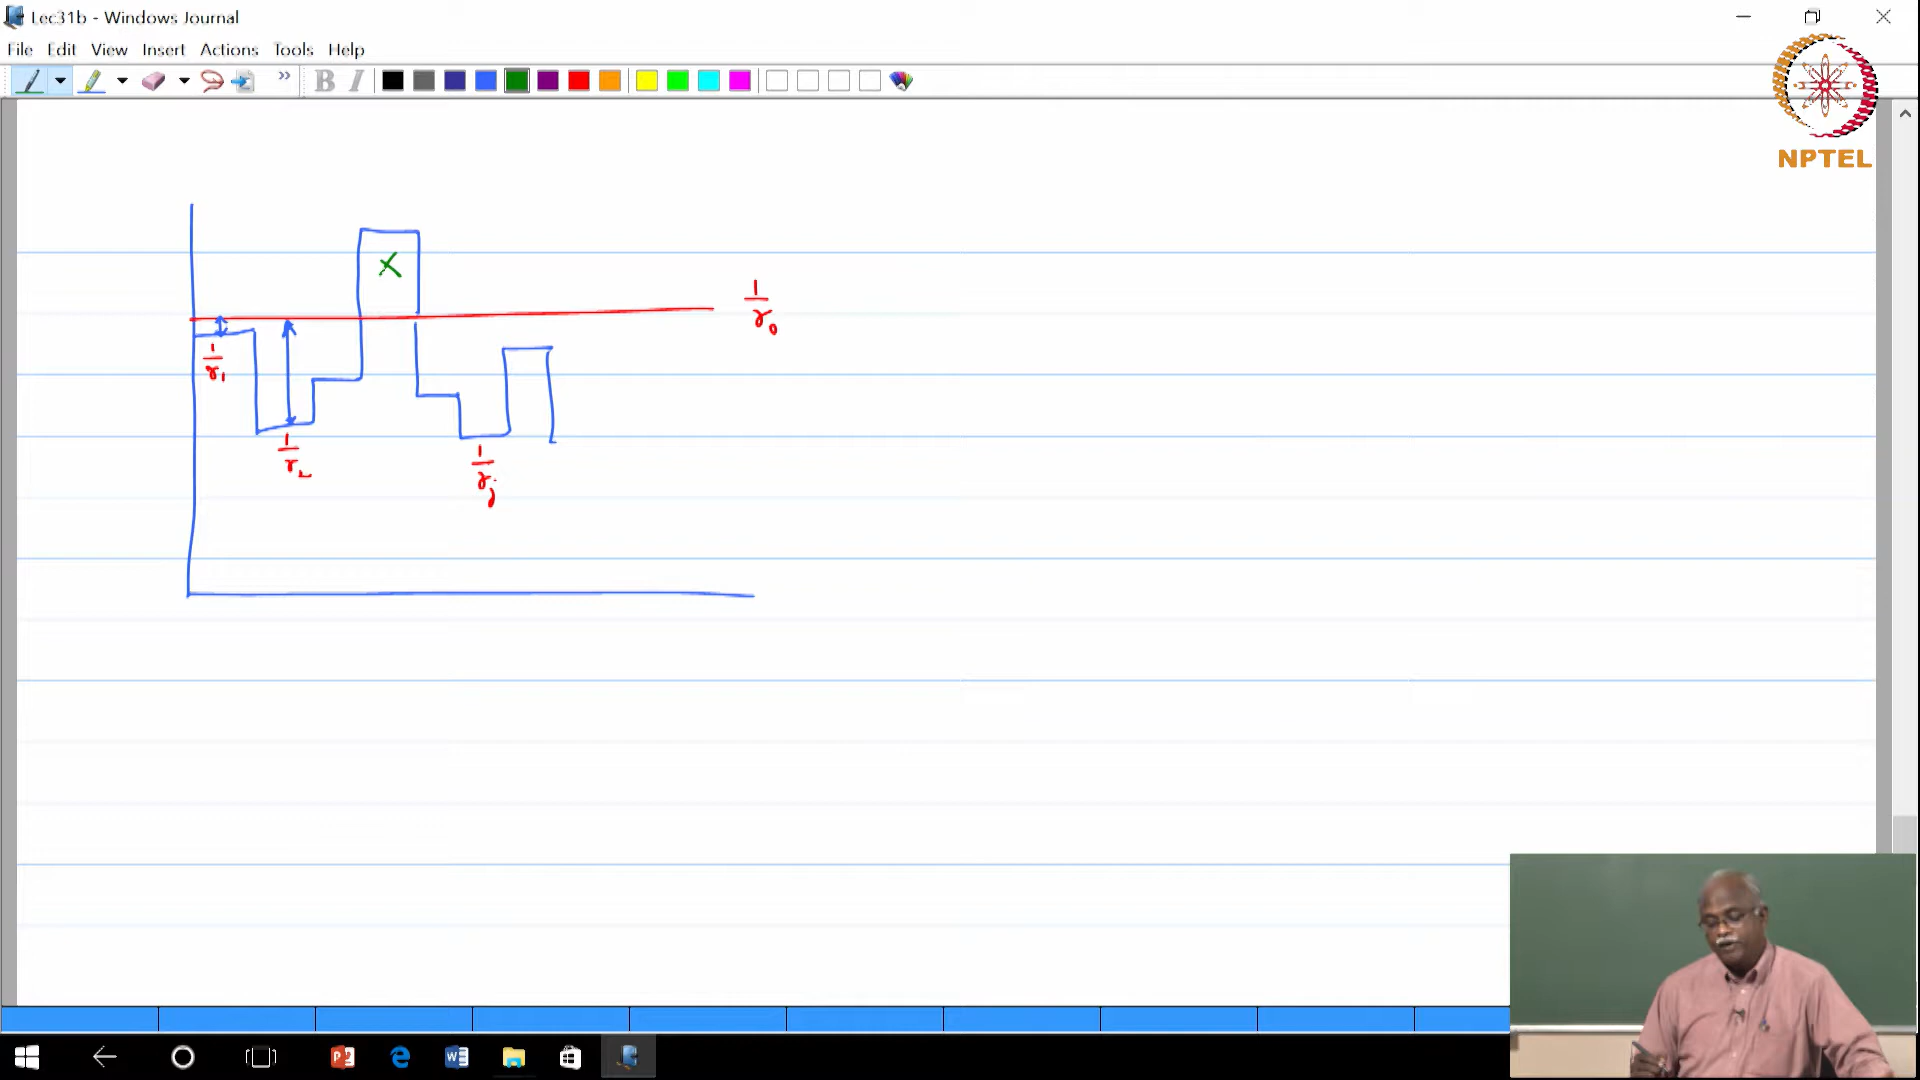 Lec31b - Windows Journal
File Edit View Insert Actions Tools Help
» B I
NPTEL
X
1/γ₀
1/γ₁
1/γ₂
1/γⱼ